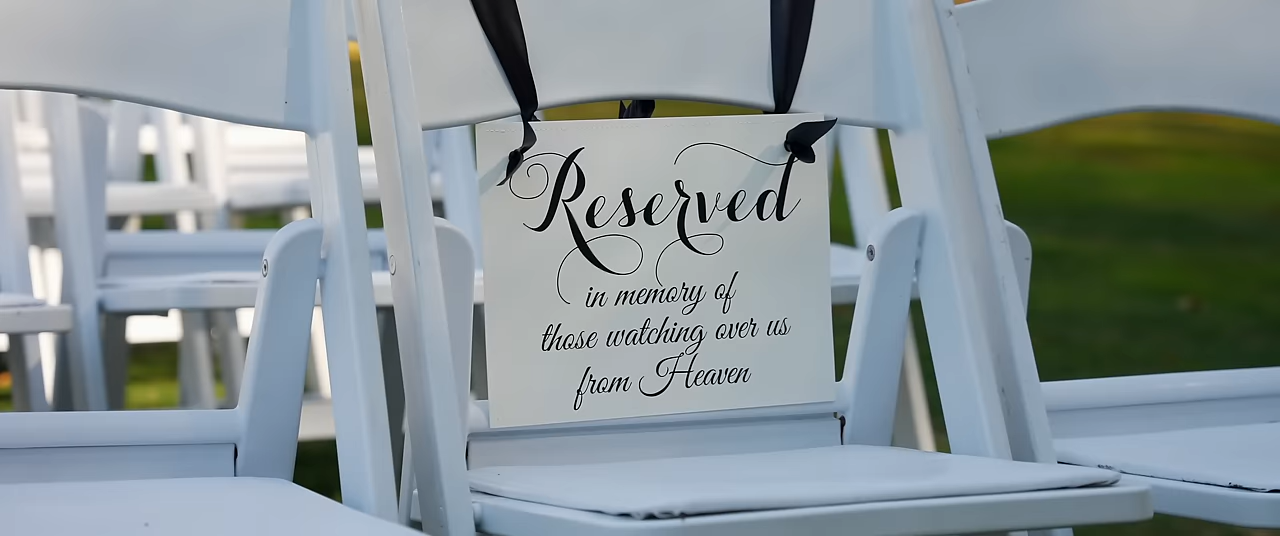 Reserved
in memory of
those watching over us
from Heaven